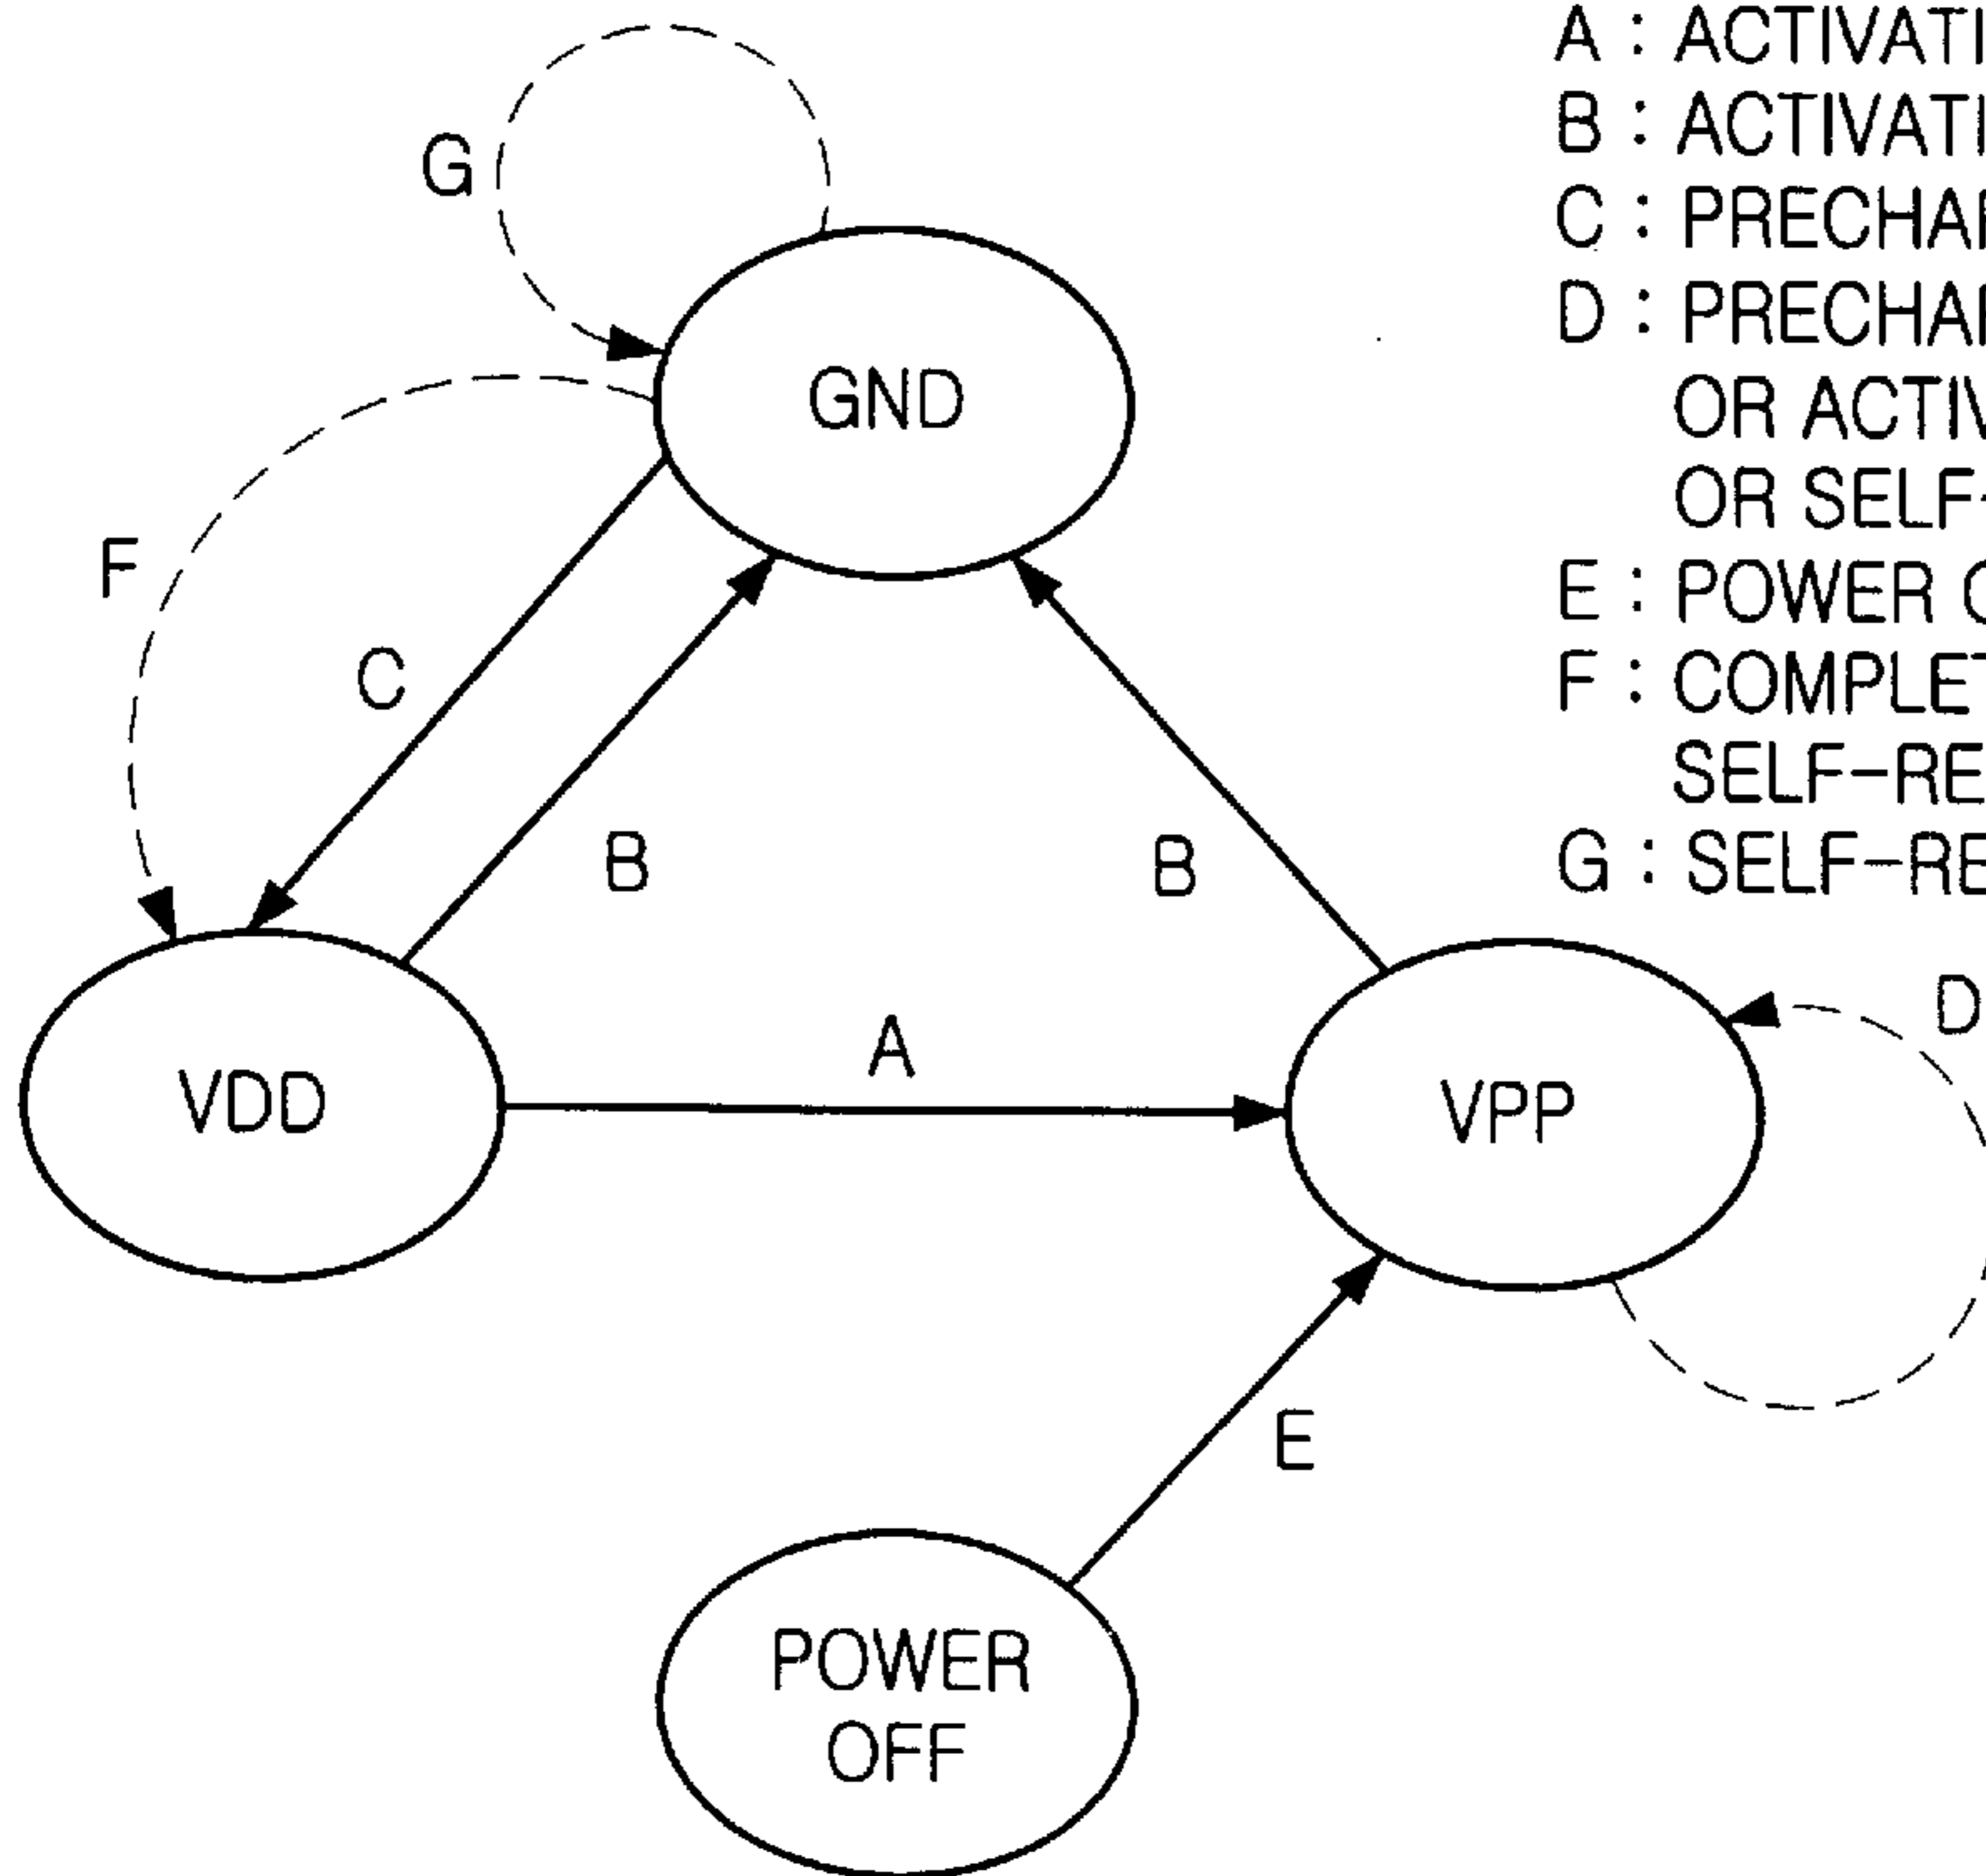 A : ACTIVATI
B : ACTIVATI
C : PRECHAR
D : PRECHAR
OR ACTIV
OR SELF-
E : POWER
F : COMPLET
SELF-RE
G : SELF-RE
G
GND
F
C
B
B
D
A
VDD
VPP
E
POWER
OFF